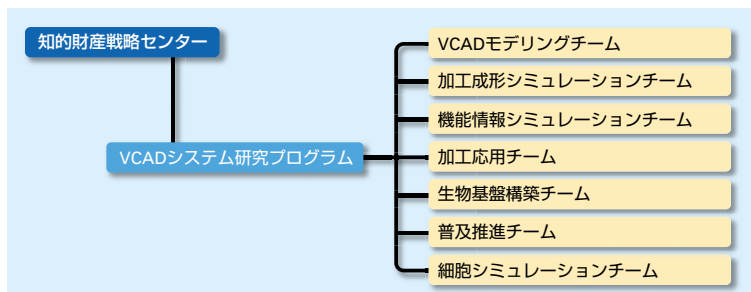 知的財産戦略センター
VCADシステム研究プログラム
VCADモデリングチーム
加工成形シミュレーションチーム
機能情報シミュレーションチーム
加工応用チーム
生物基盤構築チーム
普及推進チーム
細胞シミュレーションチーム